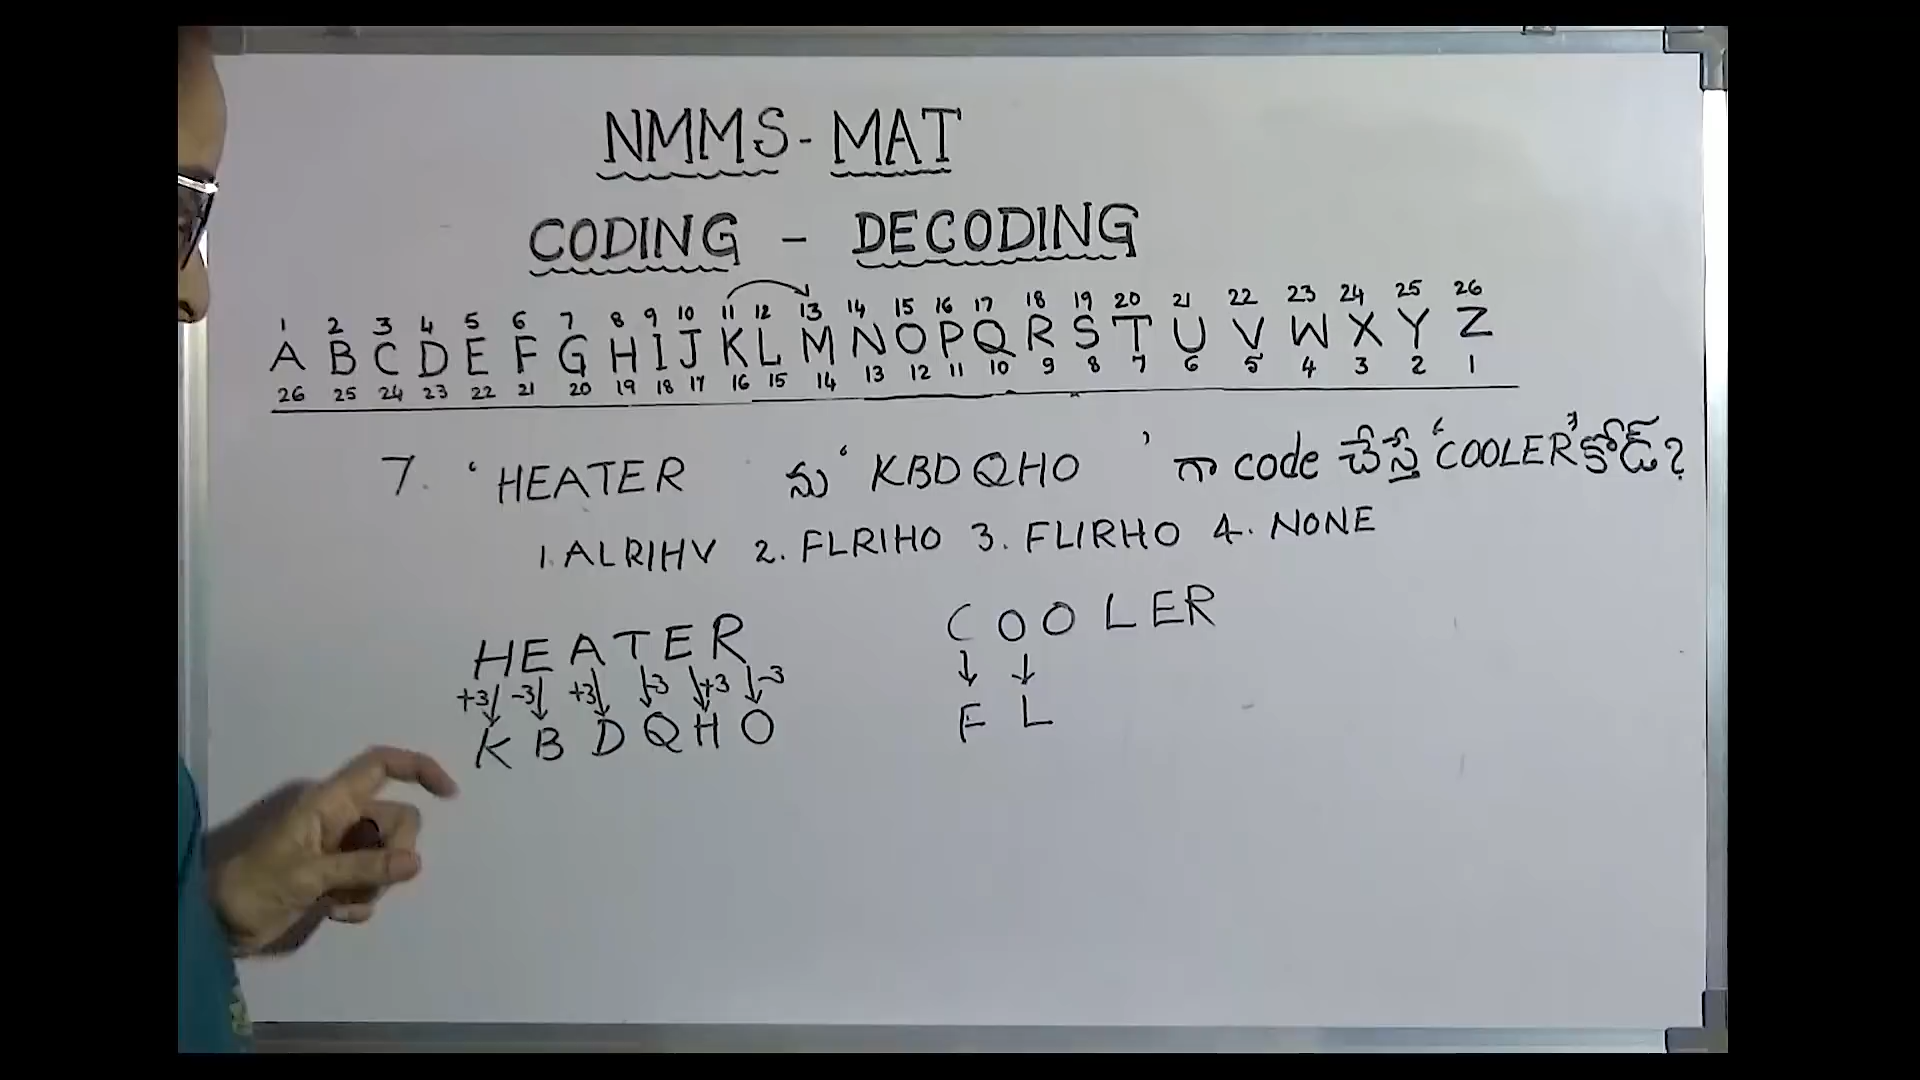 NMMS-MAT
CODING - DECODING
1 2 3 4 5 6 7 8 9 10 11 12 13 14 15 16 17 18 19 20 21 22 23 24 25 26
A B C D E F G H I J K L M N O P Q R S T U V W X Y Z
26 25 24 23 22 21 20 19 18 17 16 15 14 13 12 11 10 9 8 7 6 5 4 3 2 1
7. 'HEATER ను 'KBDQHO' గా code చేస్తే 'COOLER' కోడ్?
1. ALRIHV 2. FLRIHO 3. FLIRHO 4. NONE
HEATER COOLER
+3 -3 +3 -3 +3 -3
KBDQHO FL